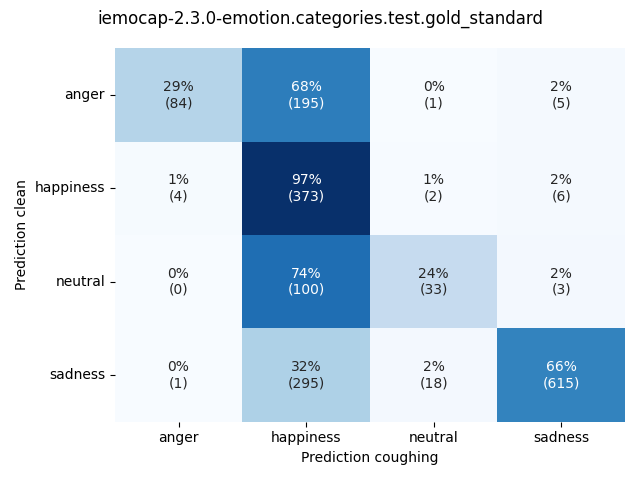 iemocap-2.3.0-emotion.categories.test.gold_standard
Prediction clean
anger
29% 68% 0% 2%
(84) (195) (1) (5)
happiness
1% 97% 1% 2%
(4) (373) (2) (6)
neutral
0% 74% 24% 2%
(0) (100) (33) (3)
sadness
0% 32% 2% 66%
(1) (295) (18) (615)
anger happiness neutral sadness
Prediction coughing